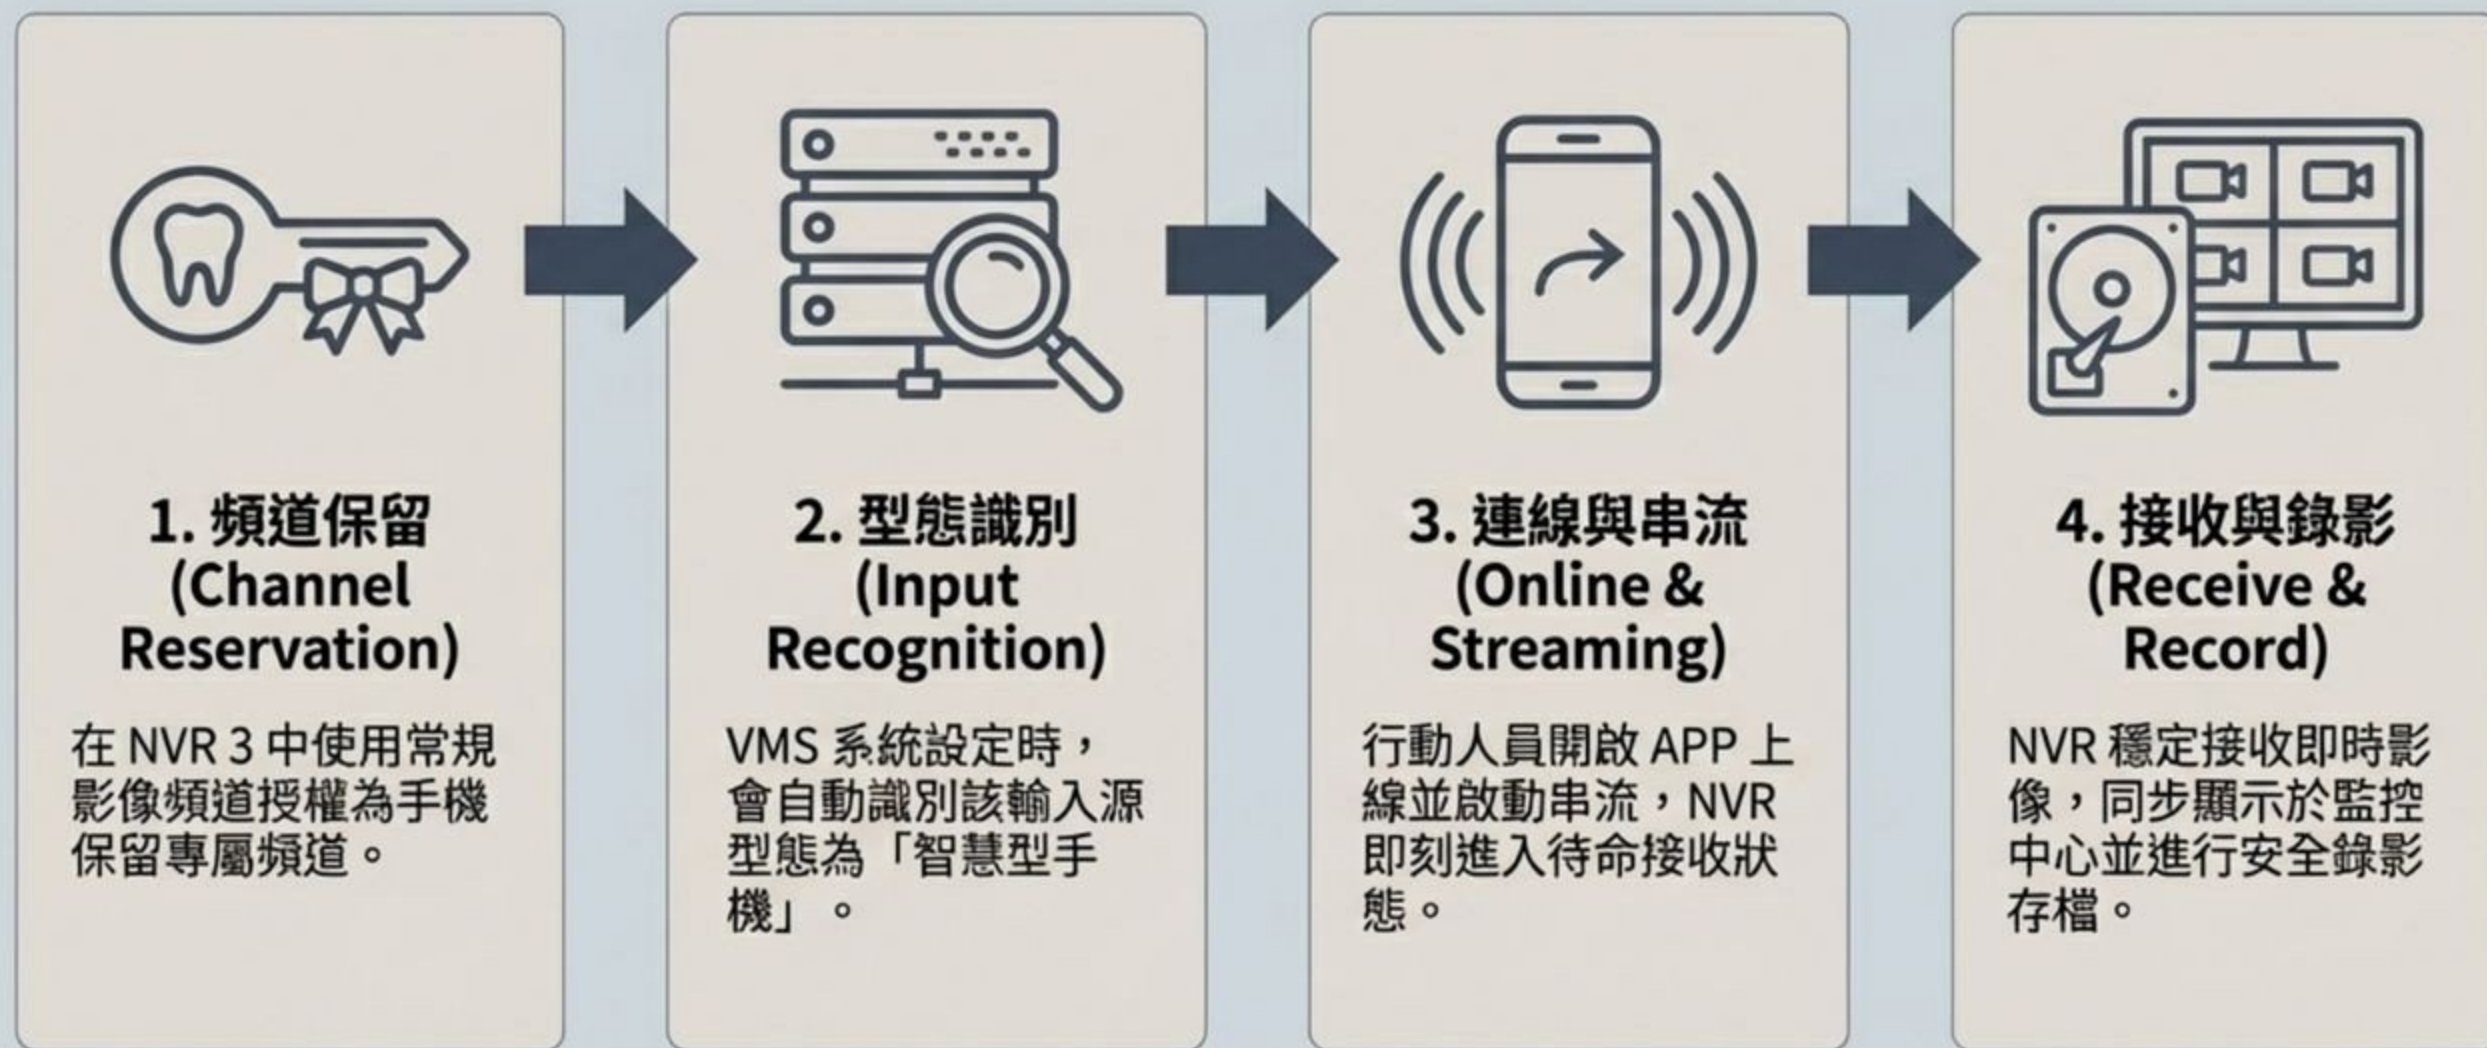 1. 頻道保留
(Channel
Reservation)
在 NVR 3 中使用常規
影像頻道授權為手機
保留專屬頻道。
2. 型態識別
(Input
Recognition)
VMS 系統設定時，
會自動識別該輸入源
型態為「智慧型手
機」。
3. 連線與串流
(Online &
Streaming)
行動人員開啟 APP 上
線並啟動串流，NVR
即刻進入待命接收狀
態。
4. 接收與錄影
(Receive &
Record)
NVR 穩定接收即時影
像，同步顯示於監控
中心並進行安全錄影
存檔。